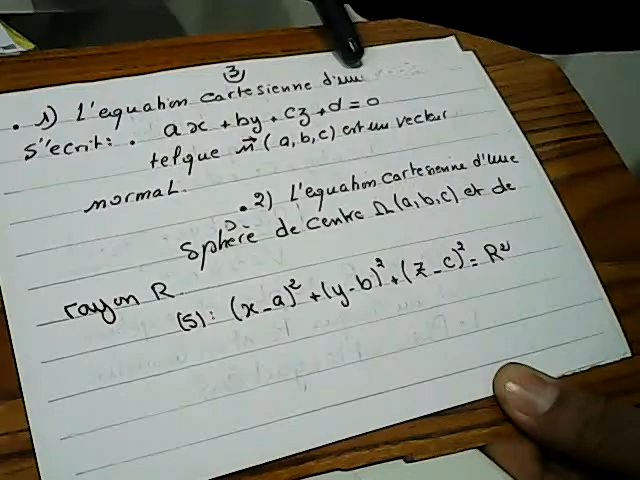 3
. 1) L'equation cartesienne d'un
s'ecrit: . ax + by + cz + d = 0
telque n⃗ (a, b, c) est un vecteur
normal.
. 2) L'equation cartesienne d'une
sphère de centre Ω(a, b, c) et de
rayon R
(S): (x - a)² + (y - b)² + (z - c)² = R²